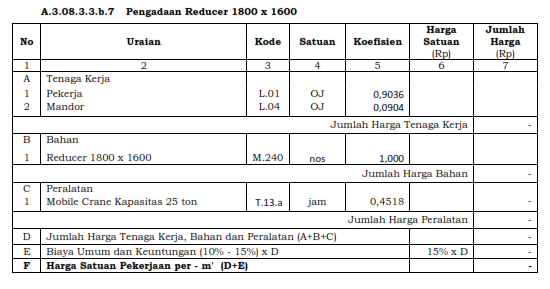 A.3.08.3.3.b.7 Pengadaan Reducer 1800 x 1600
No Uraian Kode Satuan Koefisien Harga Satuan (Rp) Jumlah Harga (Rp)
1 2 3 4 5 6 7
A Tenaga Kerja
1 Pekerja L.01 OJ 0,9036
2 Mandor L.04 OJ 0,0904
Jumlah Harga Tenaga Kerja -
B Bahan
1 Reducer 1800 x 1600 M.240 nos 1,000
Jumlah Harga Bahan -
C Peralatan
1 Mobile Crane Kapasitas 25 ton T.13.a jam 0,4518 -
Jumlah Harga Peralatan -
D Jumlah Harga Tenaga Kerja, Bahan dan Peralatan (A+B+C) -
E Biaya Umum dan Keuntungan (10% - 15%) x D 15% x D -
F Harga Satuan Pekerjaan per - m' (D+E) -